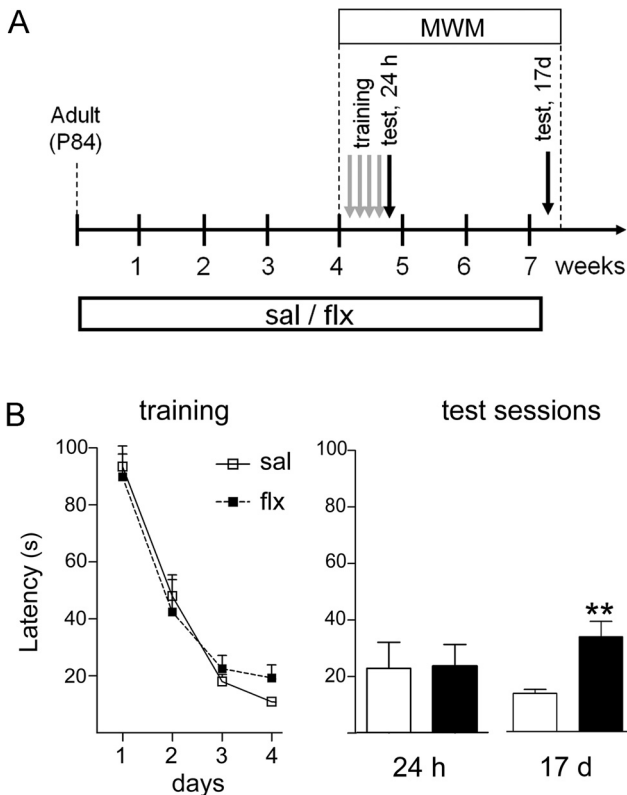 A
MWM
Adult
(P84)
training
test, 24 h
test, 17d
1 2 3 4 5 6 7 weeks
sal / flx
B
training
test sessions
100
80
60
40
20
Latency (s)
sal
flx
1 2 3 4
days
100
80
60
40
20
**
24 h 17 d